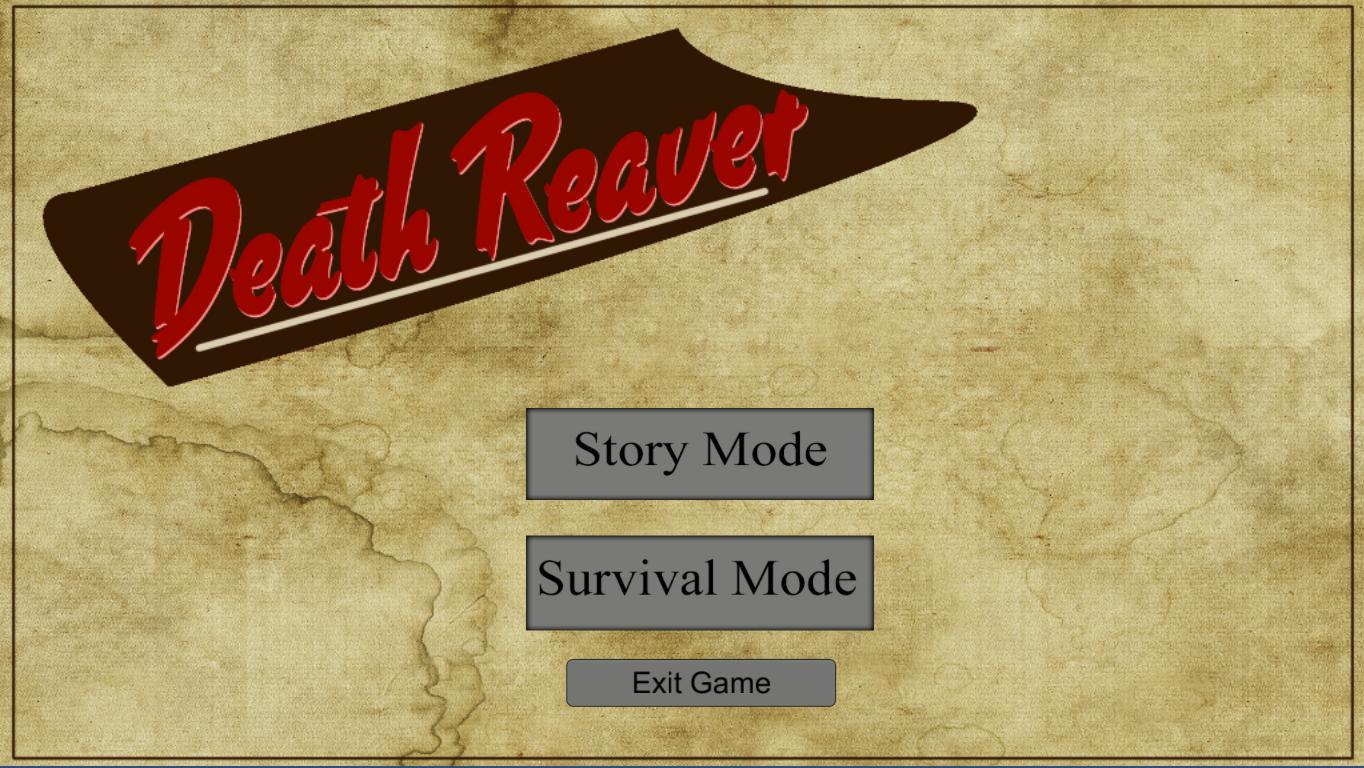 Death Reaver
Story Mode
Survival Mode
Exit Game